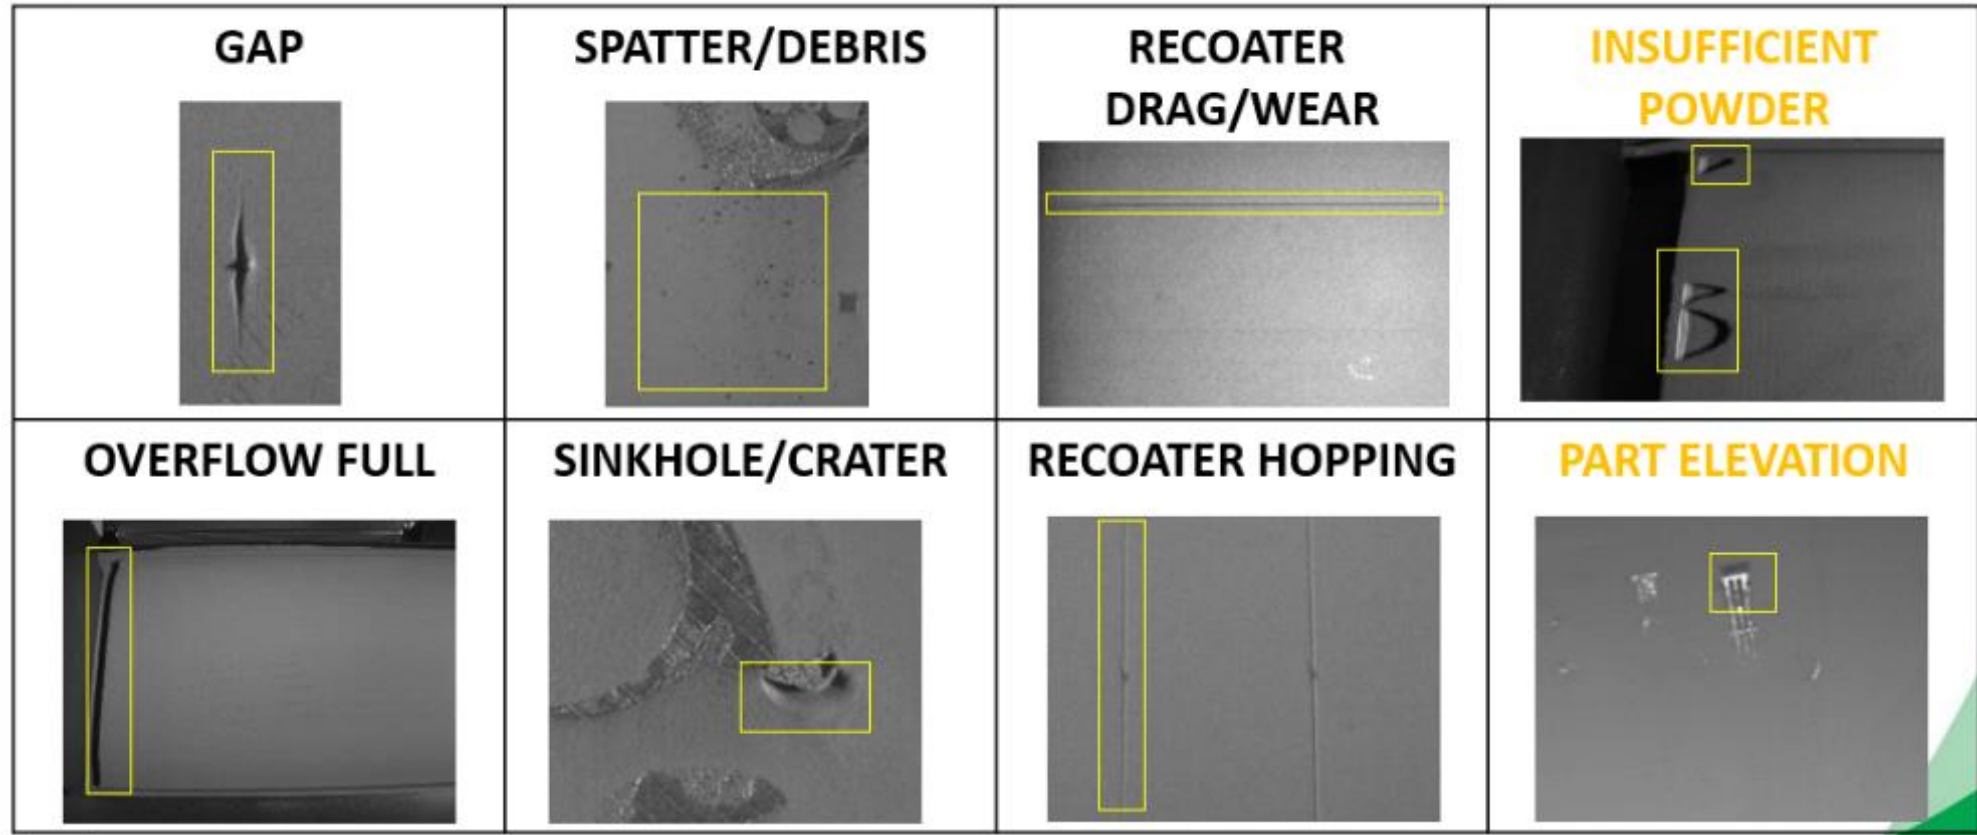 GAP
SPATTER/DEBRIS
RECOATER
DRAG/WEAR
INSUFFICIENT
POWDER
OVERFLOW FULL
SINKHOLE/CRATER
RECOATER HOPPING
PART ELEVATION